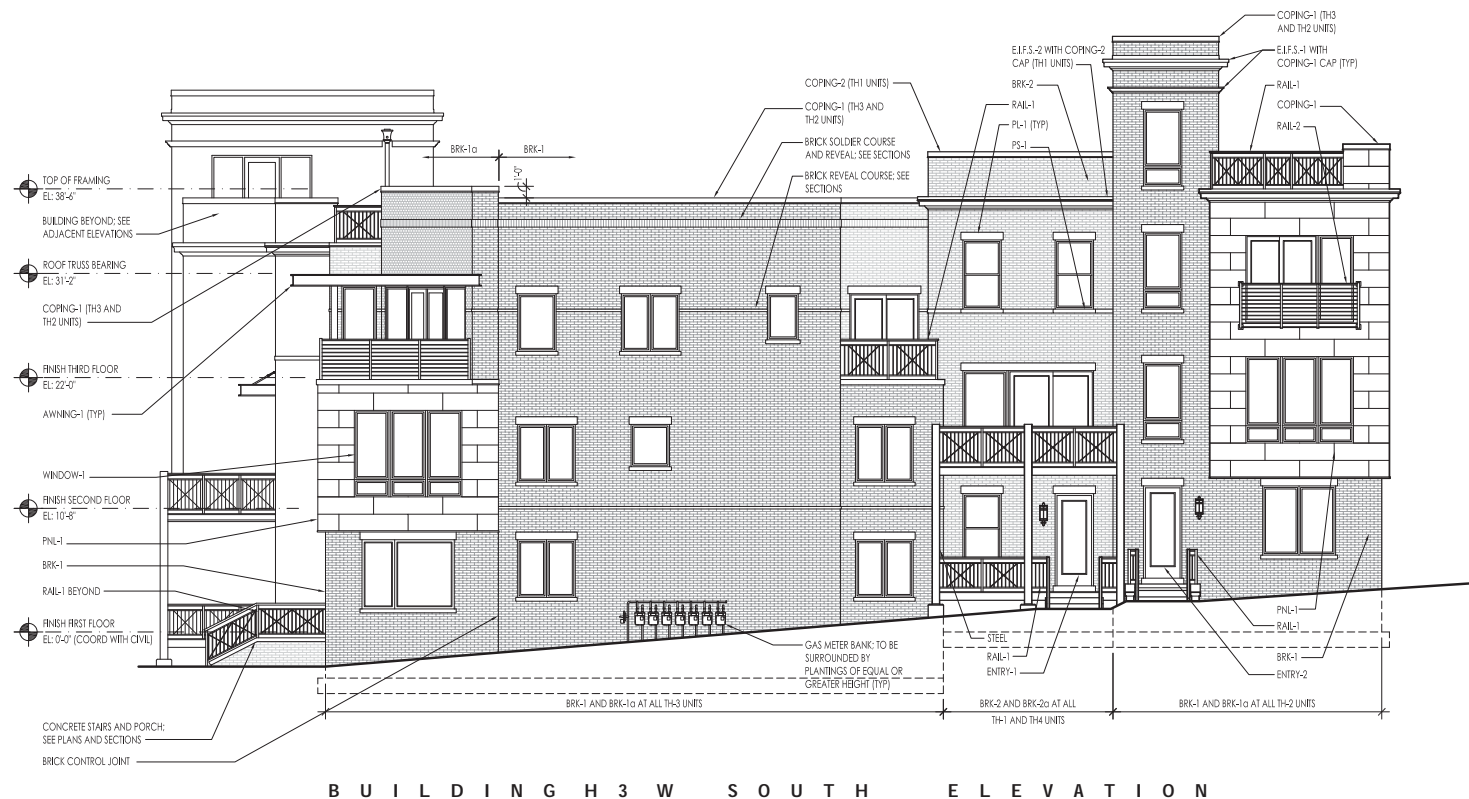 COPING-1 (TH3
AND TH2 UNITS)
E.I.F.S.-2 WITH COPING-2
CAP (TH1 UNITS)
E.I.F.S.-1 WITH
COPING-1 CAP (TYP)
COPING-2 (TH1 UNITS)
BRK-2
RAIL-1
COPING-1 (TH3 AND
TH2 UNITS)
RAIL-1
COPING-1
PL-1 (TYP)
RAIL-2
BRICK SOLDIER COURSE
AND REVEAL; SEE SECTIONS
PS-1
BRK-1a
BRK-1
1'-0"
BRICK REVEAL COURSE; SEE
SECTIONS
TOP OF FRAMING
EL: 38'-6"
BUILDING BEYOND; SEE
ADJACENT ELEVATIONS
ROOF TRUSS BEARING
EL: 31'-2"
COPING-1 (TH3 AND
TH2 UNITS)
FINISH THIRD FLOOR
EL: 22'-0"
AWNING-1 (TYP)
WINDOW-1
FINISH SECOND FLOOR
EL: 10'-8"
PNL-1
BRK-1
RAIL-1 BEYOND
FINISH FIRST FLOOR
EL: 0'-0" (COORD WITH CIVIL)
PNL-1
RAIL-1
STEEL
RAIL-1
ENTRY-1
BRK-1
ENTRY-2
GAS METER BANK; TO BE
SURROUNDED BY
PLANTINGS OF EQUAL OR
GREATER HEIGHT (TYP)
BRK-1 AND BRK-1a AT ALL TH-3 UNITS
BRK-2 AND BRK-2a AT ALL
TH-1 AND TH4 UNITS
BRK-1 AND BRK-1a AT ALL TH-2 UNITS
CONCRETE STAIRS AND PORCH;
SEE PLANS AND SECTIONS
BRICK CONTROL JOINT
BUILDING H3W SOUTH ELEVATION